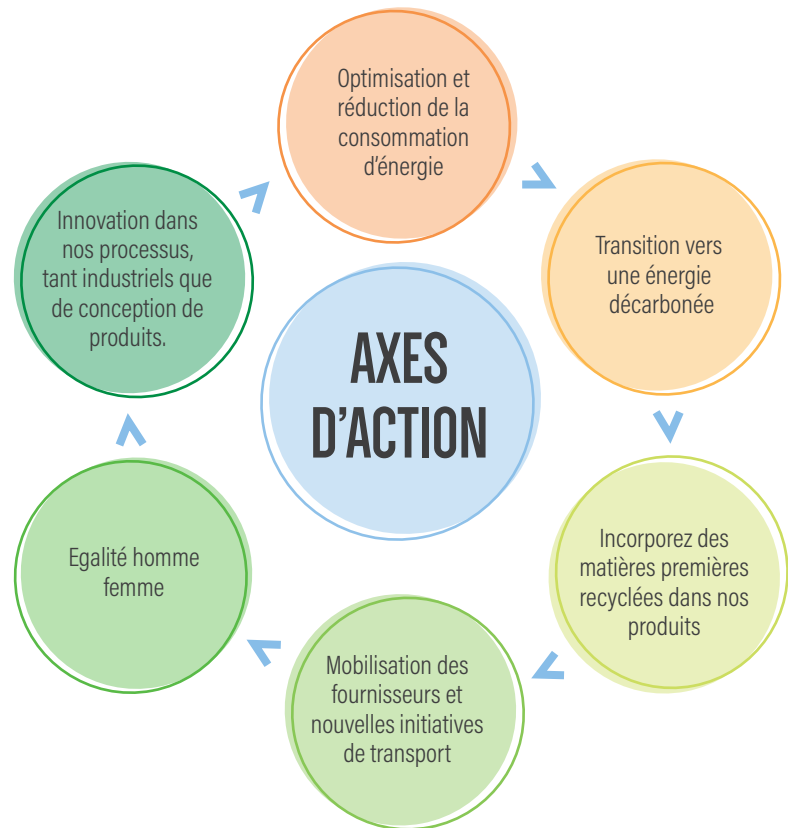 Optimisation et
réduction de la
consommation
d'énergie
Transition vers
une énergie
décarbonée
Incorporez des
matières premières
recyclées dans nos
produits
Mobilisation des
fournisseurs et
nouvelles initiatives
de transport
Egalité homme
femme
Innovation dans
nos processus,
tant industriels que
de conception de
produits.
AXES
D'ACTION